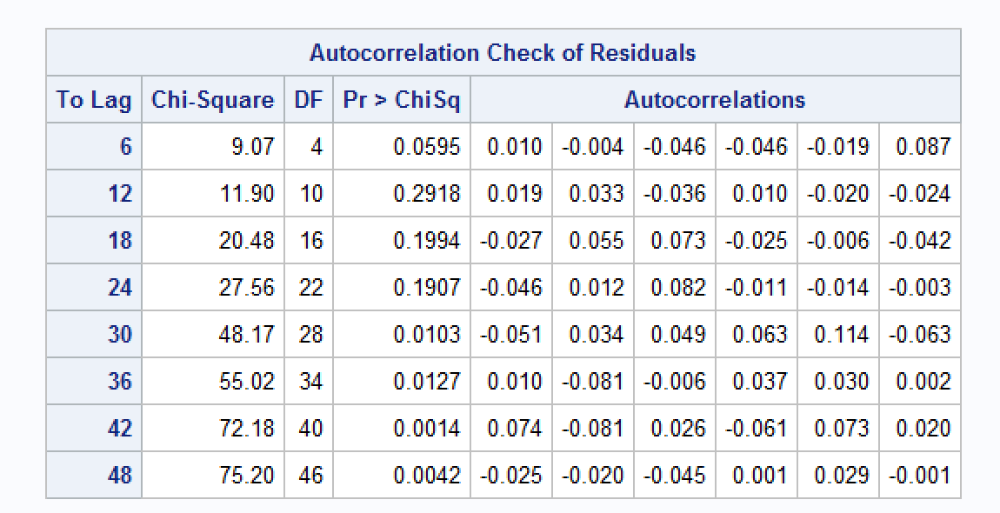 Autocorrelation Check of Residuals
To Lag Chi-Square DF Pr > ChiSq Autocorrelations
6 9.07 4 0.0595 0.010 -0.004 -0.046 -0.046 -0.019 0.087
12 11.90 10 0.2918 0.019 0.033 -0.036 0.010 -0.020 -0.024
18 20.48 16 0.1994 -0.027 0.055 0.073 -0.025 -0.006 -0.042
24 27.56 22 0.1907 -0.046 0.012 0.082 -0.011 -0.014 -0.003
30 48.17 28 0.0103 -0.051 0.034 0.049 0.063 0.114 -0.063
36 55.02 34 0.0127 0.010 -0.081 -0.006 0.037 0.030 0.002
42 72.18 40 0.0014 0.074 -0.081 0.026 -0.061 0.073 0.020
48 75.20 46 0.0042 -0.025 -0.020 -0.045 0.001 0.029 -0.001